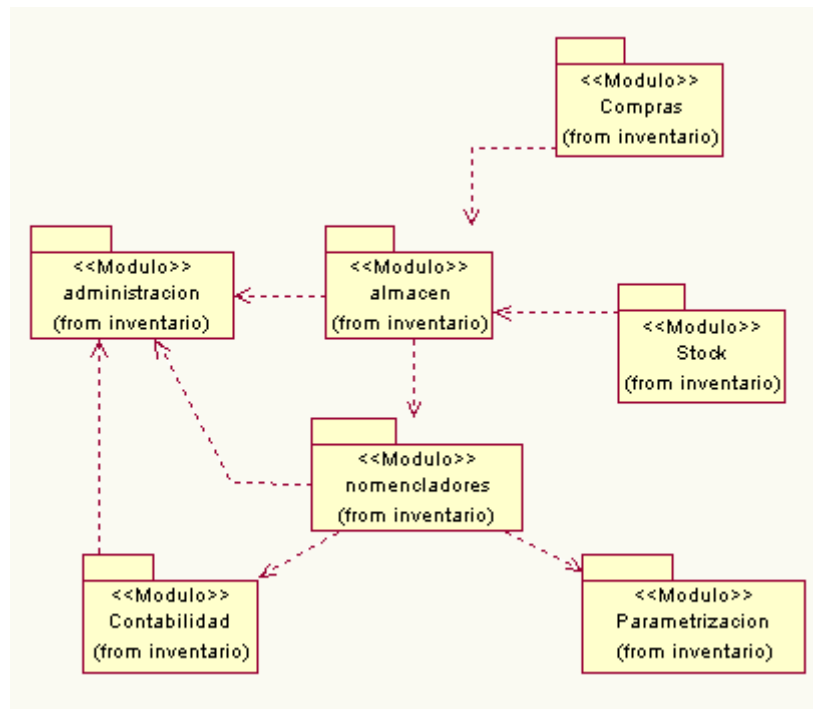 <<Modulo>>
Compras
(from inventario)
<<Modulo>>
administracion
(from inventario)
<<Modulo>>
almacen
(from inventario)
<<Modulo>>
Stock
(from inventario)
<<Modulo>>
nomencladores
(from inventario)
<<Modulo>>
Contabilidad
(from inventario)
<<Modulo>>
Parametrizacion
(from inventario)